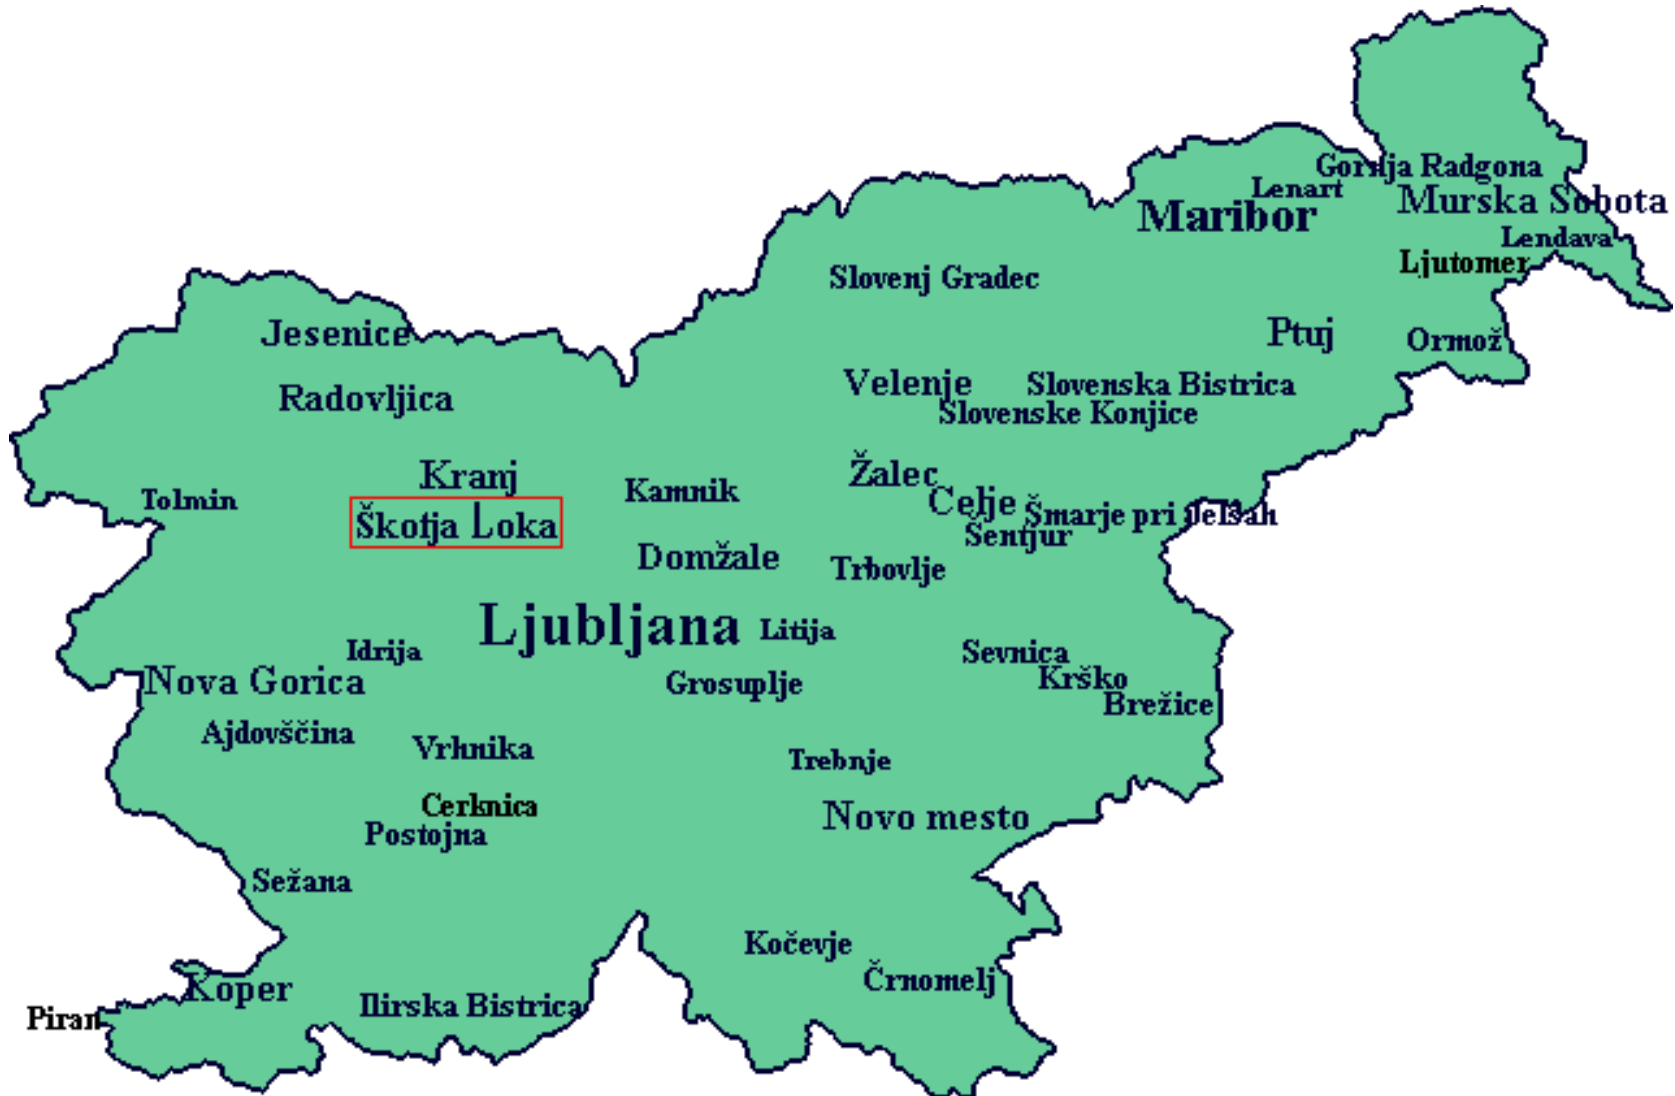 Gornja Radgona
Lenart
Murska Sobota
Maribor
Lendava
Ljutomer
Slovenj Gradec
Jesenice
Ptuj
Ormož
Velenje
Slovenska Bistrica
Radovljica
Slovenske Konjice
Kranj
Žalec
Kamnik
Tolmin
Celje
Šmarje pri Jelšah
Škotja Loka
Šentjur
Domžale
Trbovlje
Ljubljana
Litija
Idrija
Sevnica
Nova Gorica
Grosuplje
Krško
Brežice
Ajdovščina
Vrhnika
Trebnje
Cerknica
Novo mesto
Postojna
Sežana
Kočevje
Črnomelj
Koper
Ilirska Bistrica
Piran